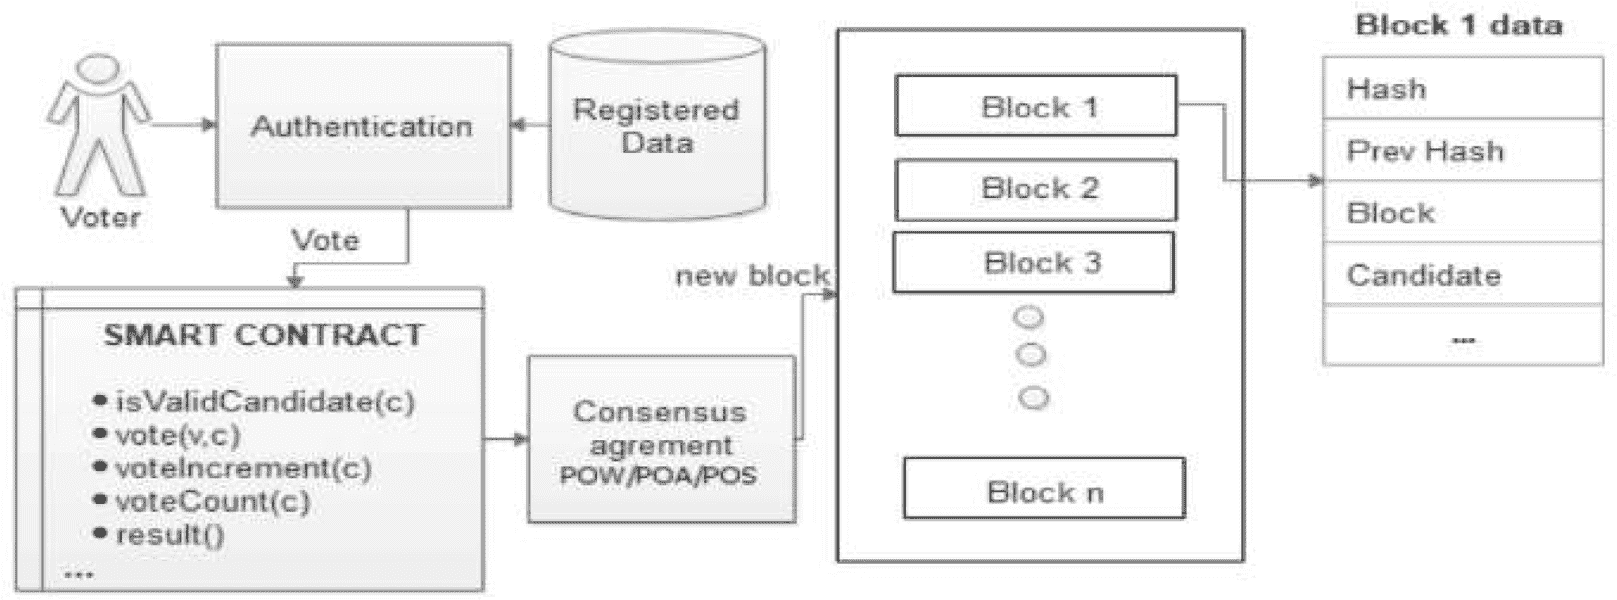 Voter
Authentication
Registered
Data
Vote
SMART CONTRACT
• isValidCandidate(c)
• vote(v,c)
• voteIncrement(c)
• voteCount(c)
• result()
...
Consensus
agrement
POW/POA/POS
new block
Block 1
Block 2
Block 3
Block n
Block 1 data
Hash
Prev Hash
Block
Candidate
...